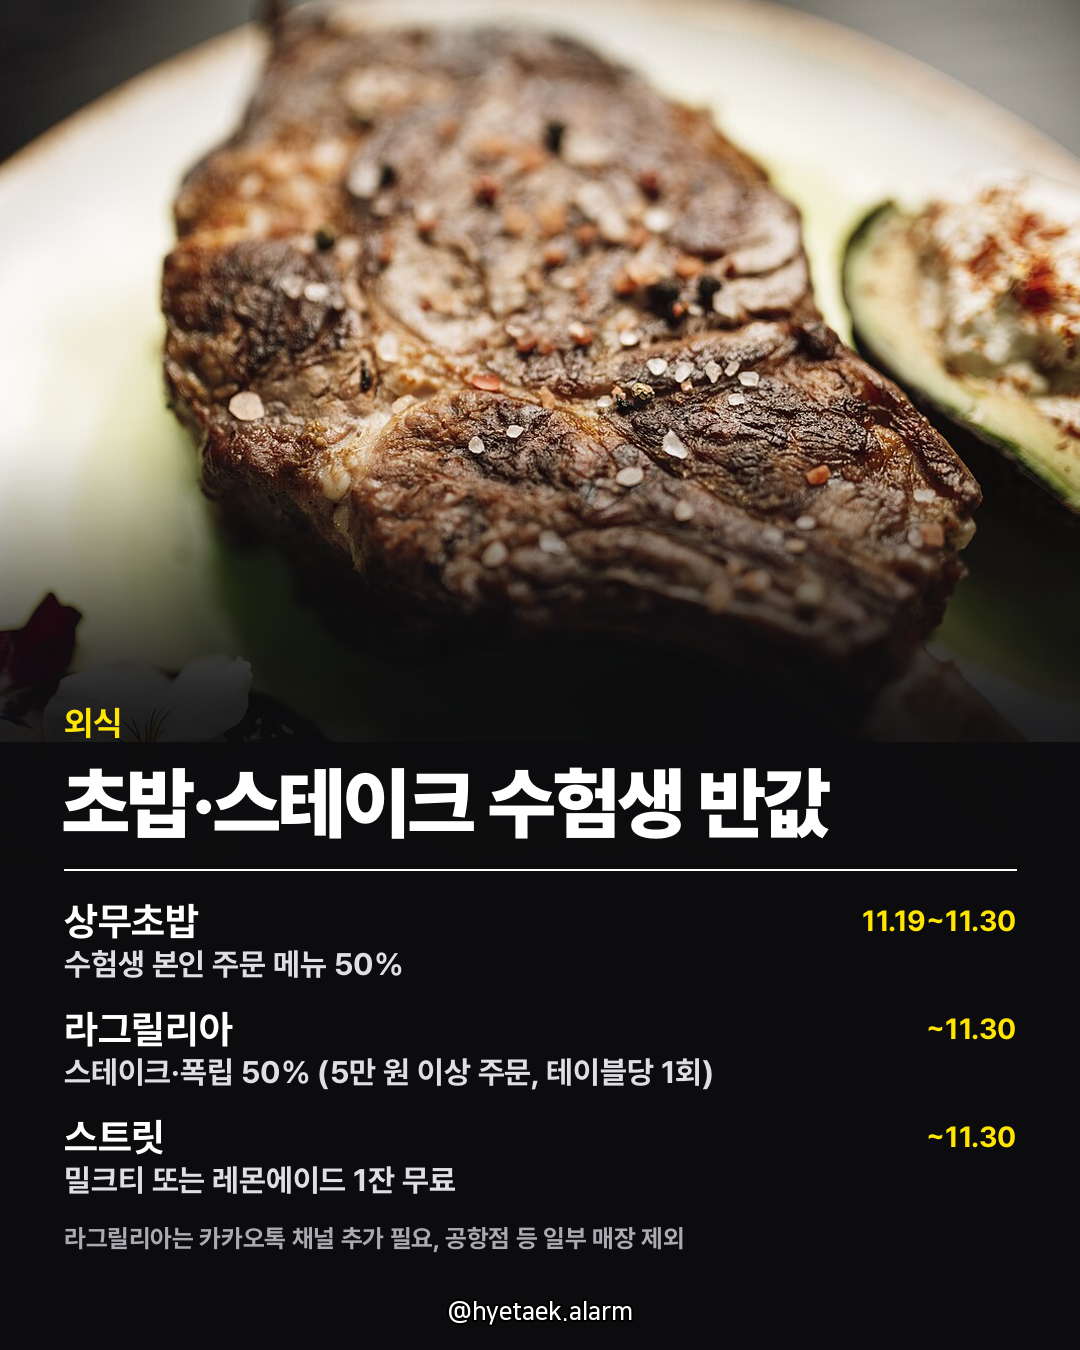 외식
초밥·스테이크 수험생 반값
상무초밥 11.19~11.30
수험생 본인 주문 메뉴 50%
라그릴리아 ~11.30
스테이크·폭립 50% (5만 원 이상 주문, 테이블당 1회)
스트릿 ~11.30
밀크티 또는 레몬에이드 1잔 무료
라그릴리아는 카카오톡 채널 추가 필요, 공항점 등 일부 매장 제외
@hyetaek.alarm